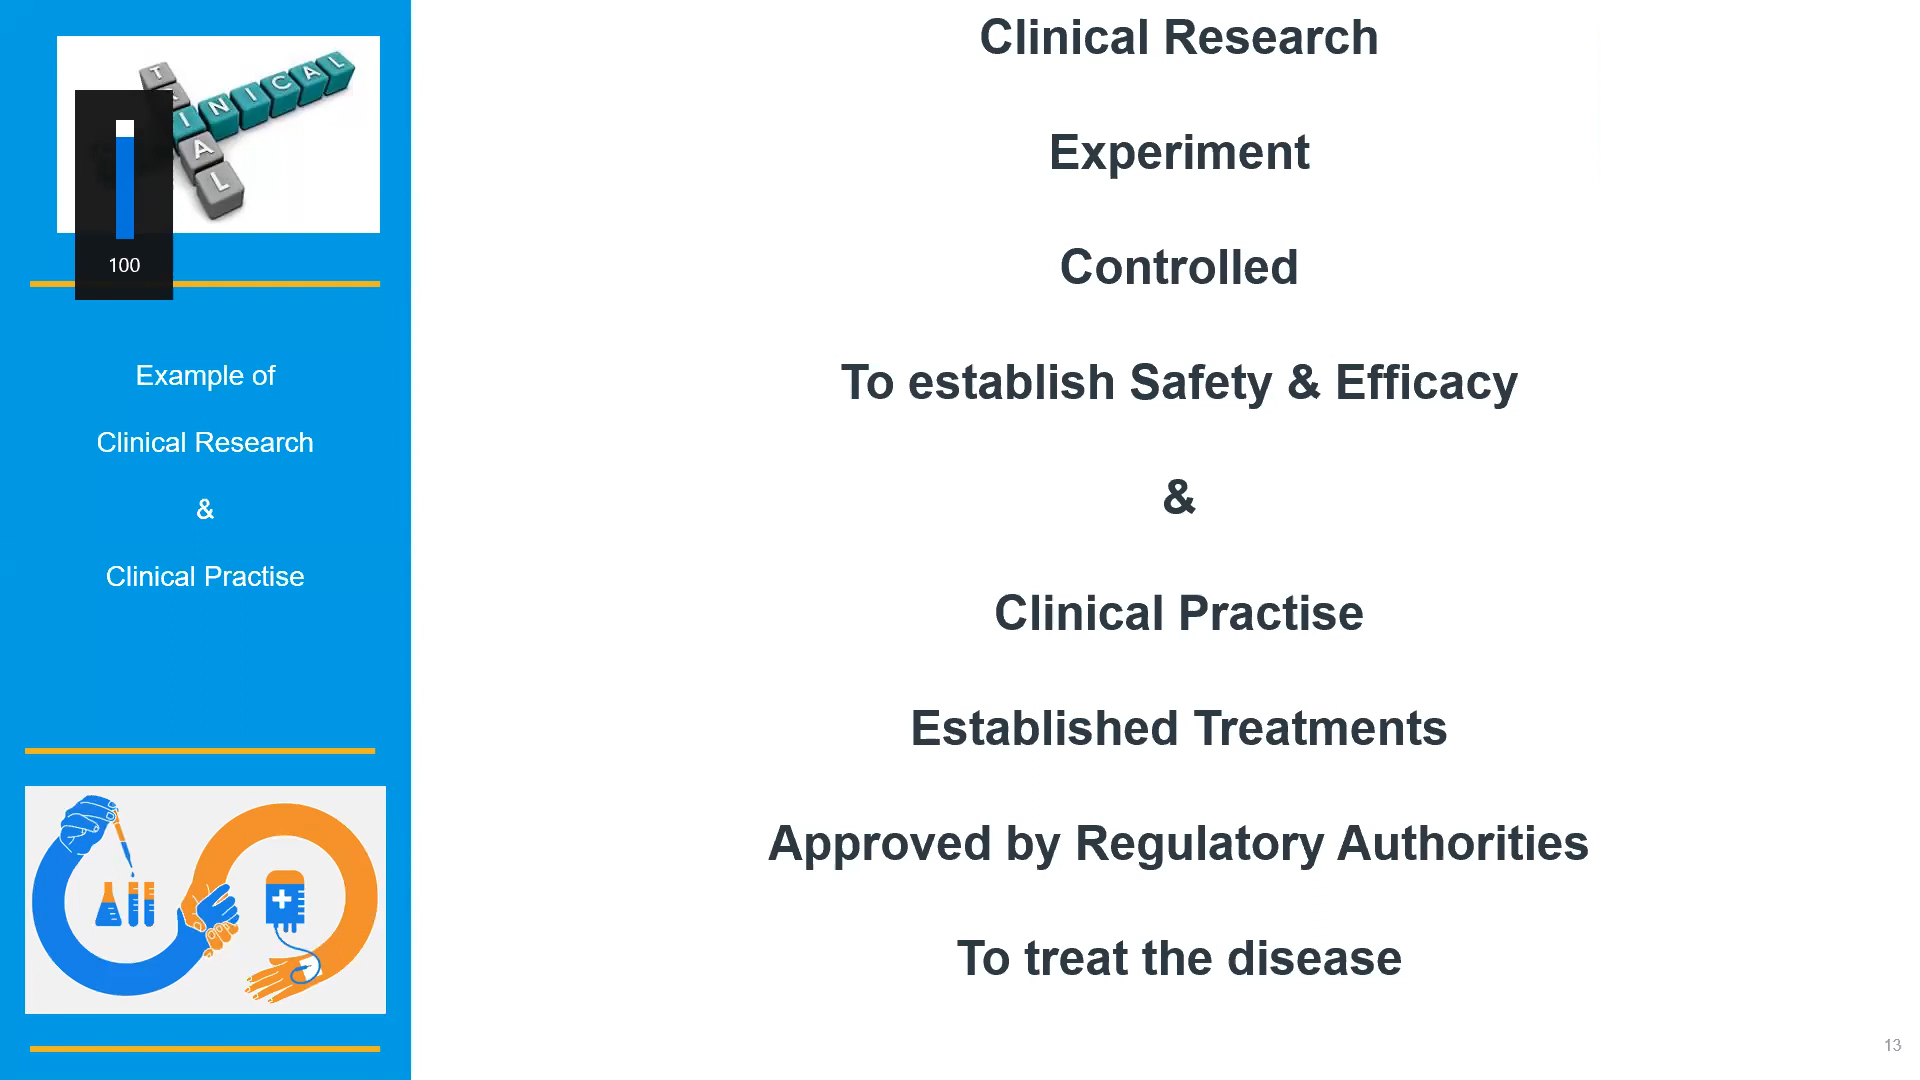 CLINICAL
TRIAL
100
Example of
Clinical Research
&
Clinical Practise
Clinical Research
Experiment
Controlled
To establish Safety & Efficacy
&
Clinical Practise
Established Treatments
Approved by Regulatory Authorities
To treat the disease
13